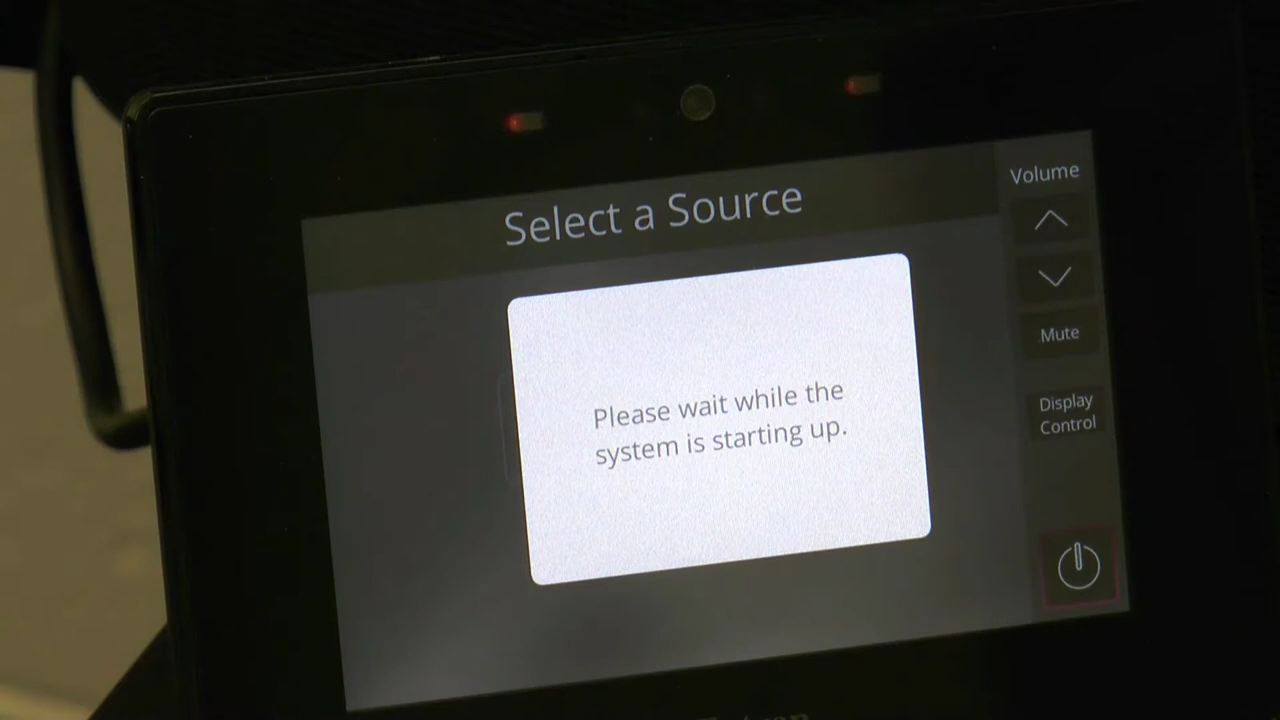 Select a Source
Volume
Mute
Display
Control
Please wait while the
system is starting up.